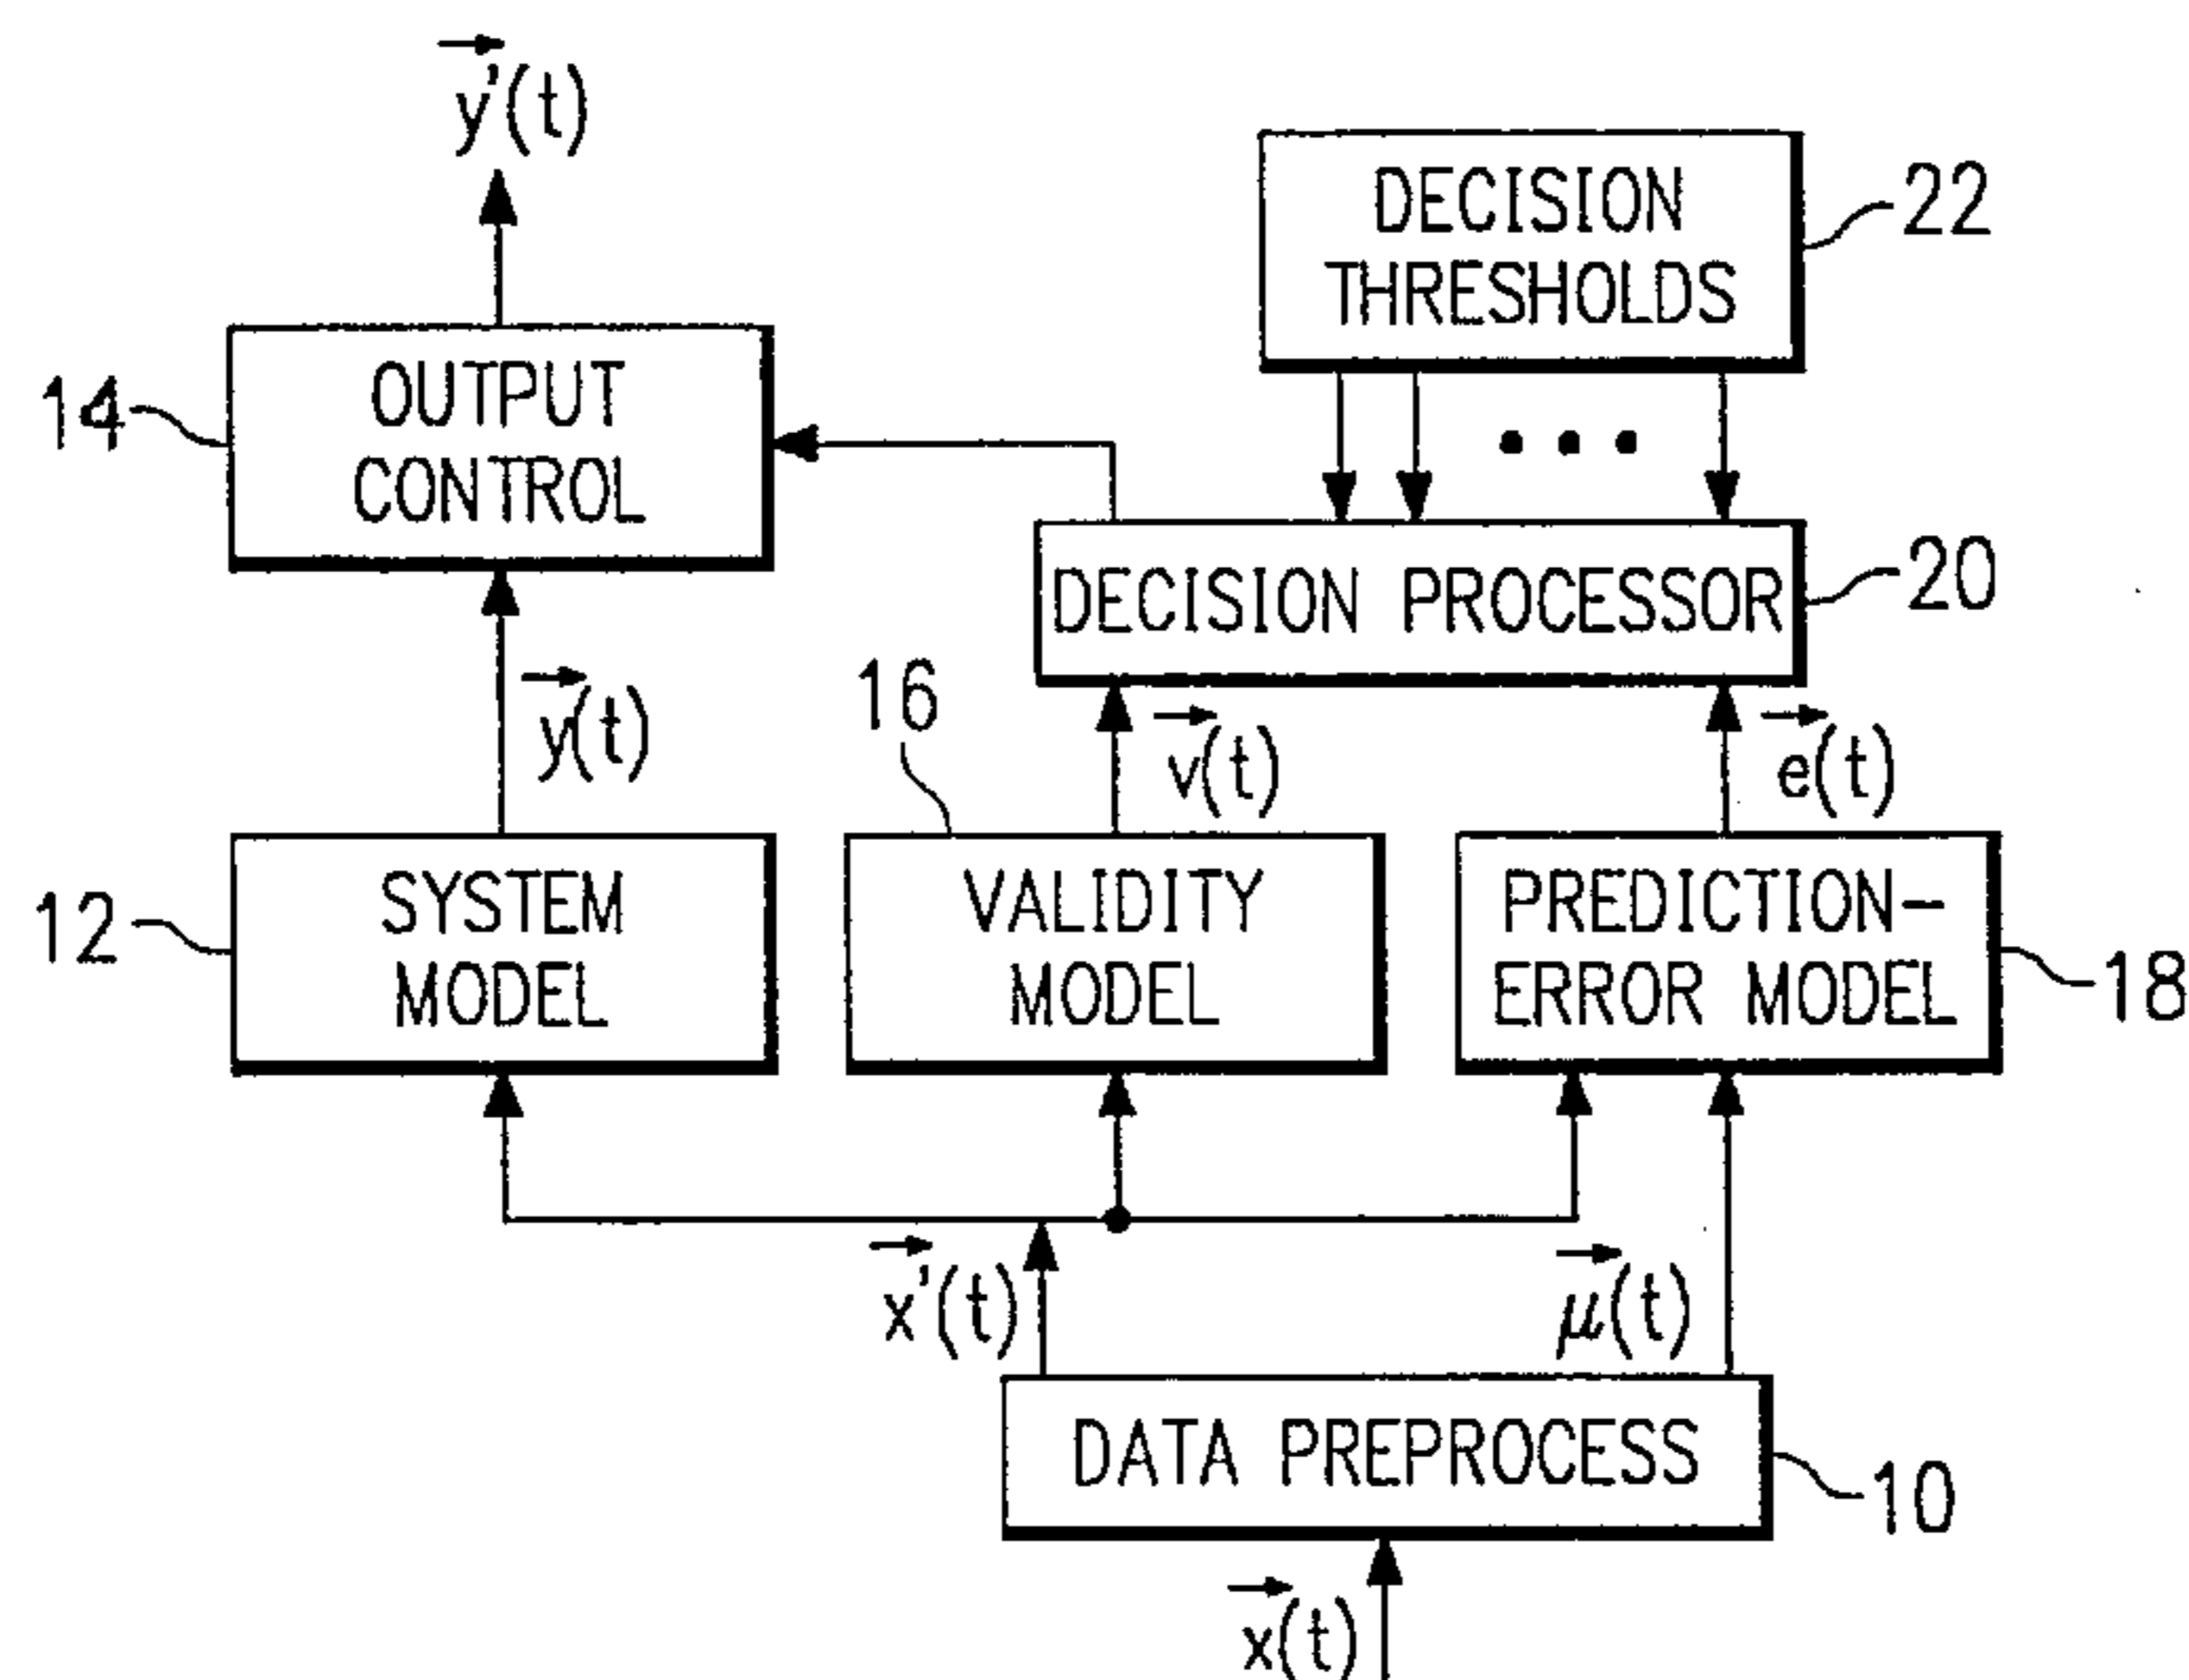 y'(t)
DECISION
THRESHOLDS
22
14
OUTPUT
CONTROL
DECISION PROCESSOR
20
y(t)
16
v(t)
e(t)
12
SYSTEM
MODEL
VALIDITY
MODEL
PREDICTION-
ERROR MODEL
18
x'(t)
μ(t)
DATA PREPROCESS
10
x(t)